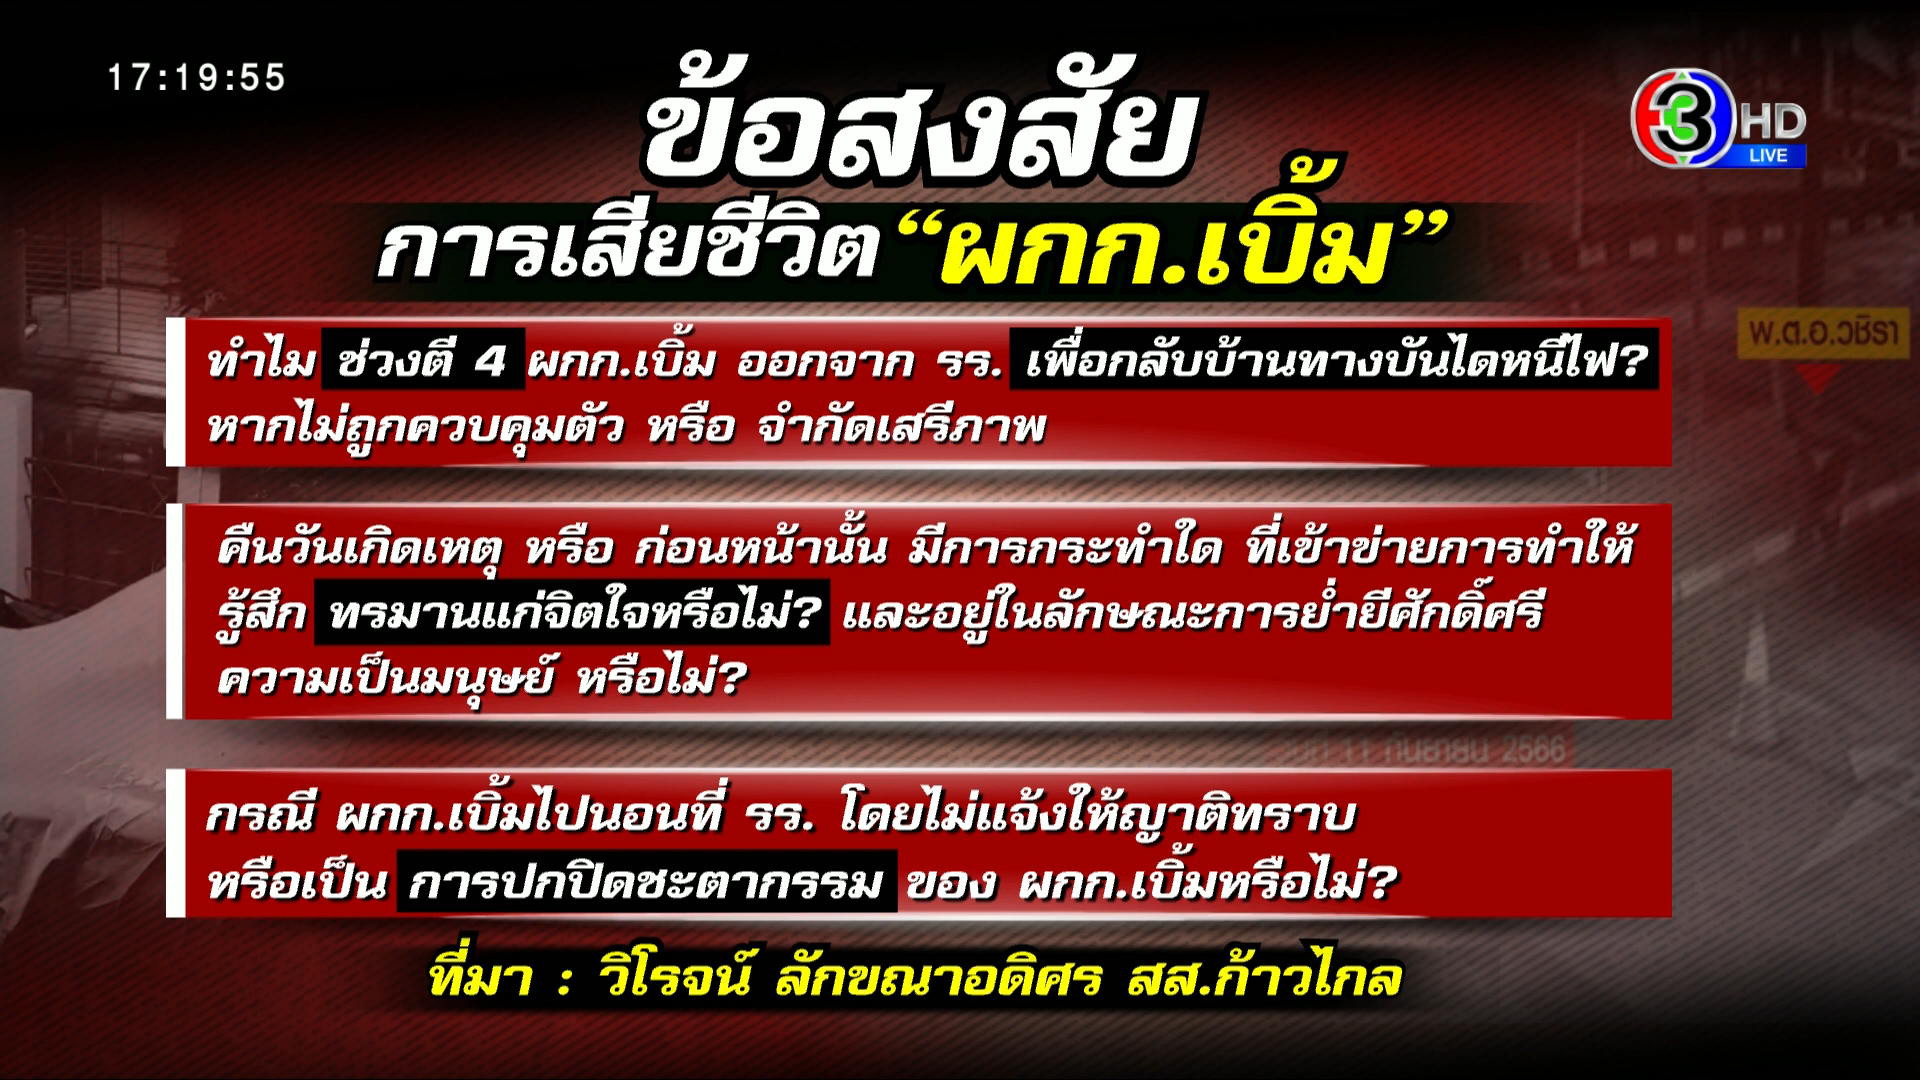 17:19:55
3 HD
LIVE
ข้อสงสัย
การเสียชีวิต “ผกก.เบิ้ม”
พ.ต.อ.วชิรา
ทำไม ช่วงตี 4 ผกก.เบิ้ม ออกจาก รร. เพื่อกลับบ้านทางบันไดหนีไฟ?
หากไม่ถูกควบคุมตัว หรือ จำกัดเสรีภาพ
คืนวันเกิดเหตุ หรือ ก่อนหน้านั้น มีการกระทำใด ที่เข้าข่ายการทำให้
รู้สึก ทรมานแก่จิตใจหรือไม่? และอยู่ในลักษณะการย่ำยีศักดิ์ศรี
ความเป็นมนุษย์ หรือไม่?
11 กันยายน 2566
กรณี ผกก.เบิ้มไปนอนที่ รร. โดยไม่แจ้งให้ญาติทราบ
หรือเป็น การปกปิดชะตากรรม ของ ผกก.เบิ้มหรือไม่?
ที่มา : วิโรจน์ ลักขณาอดิศร สส.ก้าวไกล